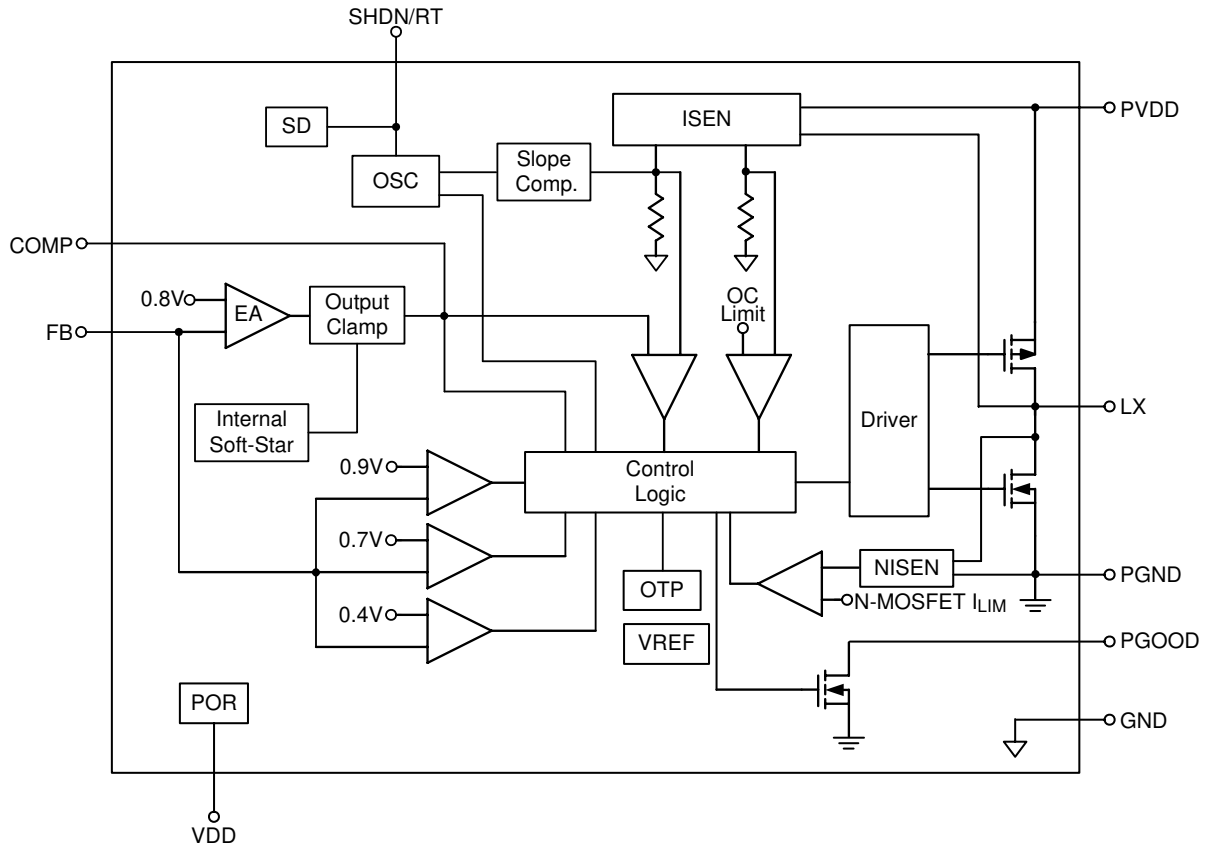 SHDN/RT
SD
OSC
Slope
Comp.
ISEN
PVDD
COMP
0.8V
EA
Output
Clamp
FB
OC
Limit
Driver
LX
Internal
Soft-Star
0.9V
Control
Logic
0.7V
OTP
NISEN
PGND
0.4V
N-MOSFET ILIM
VREF
PGOOD
POR
GND
VDD